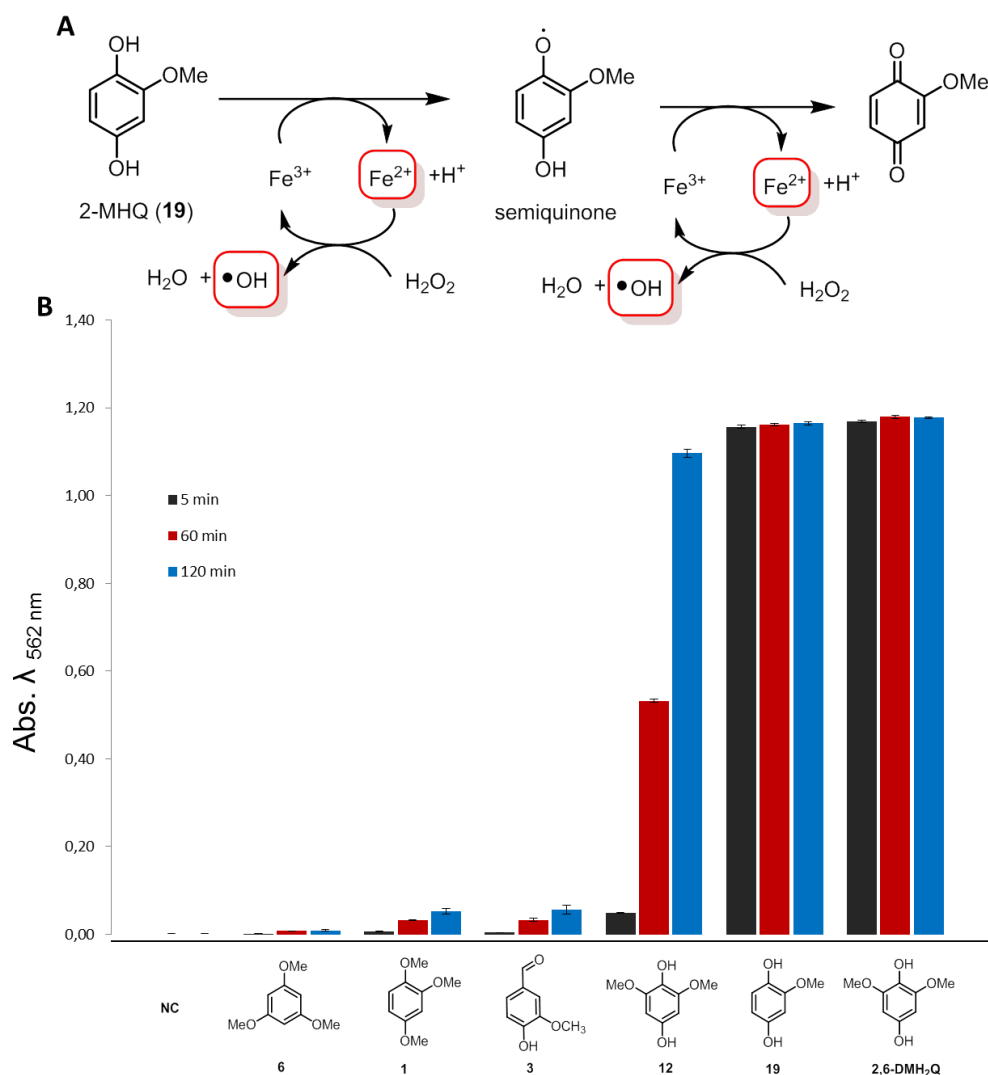 A
OH
OMe
OH
2-MHQ (19)
Fe³⁺
Fe²⁺ +H⁺
H₂O + •OH
H₂O₂
O
OMe
OH
semiquinone
Fe³⁺
Fe²⁺ +H⁺
H₂O + •OH
H₂O₂
O
OMe
O
B
Abs. λ 562 nm
1,40
1,20
1,00
0,80
0,60
0,40
0,20
0,00
5 min
60 min
120 min
NC
OMe
MeO OMe
6
OMe
OMe
OMe
1
O
OCH₃
OH
3
OH
MeO OMe
OH
12
OH
OMe
OH
19
OH
MeO OMe
OH
2,6-DMH₂Q